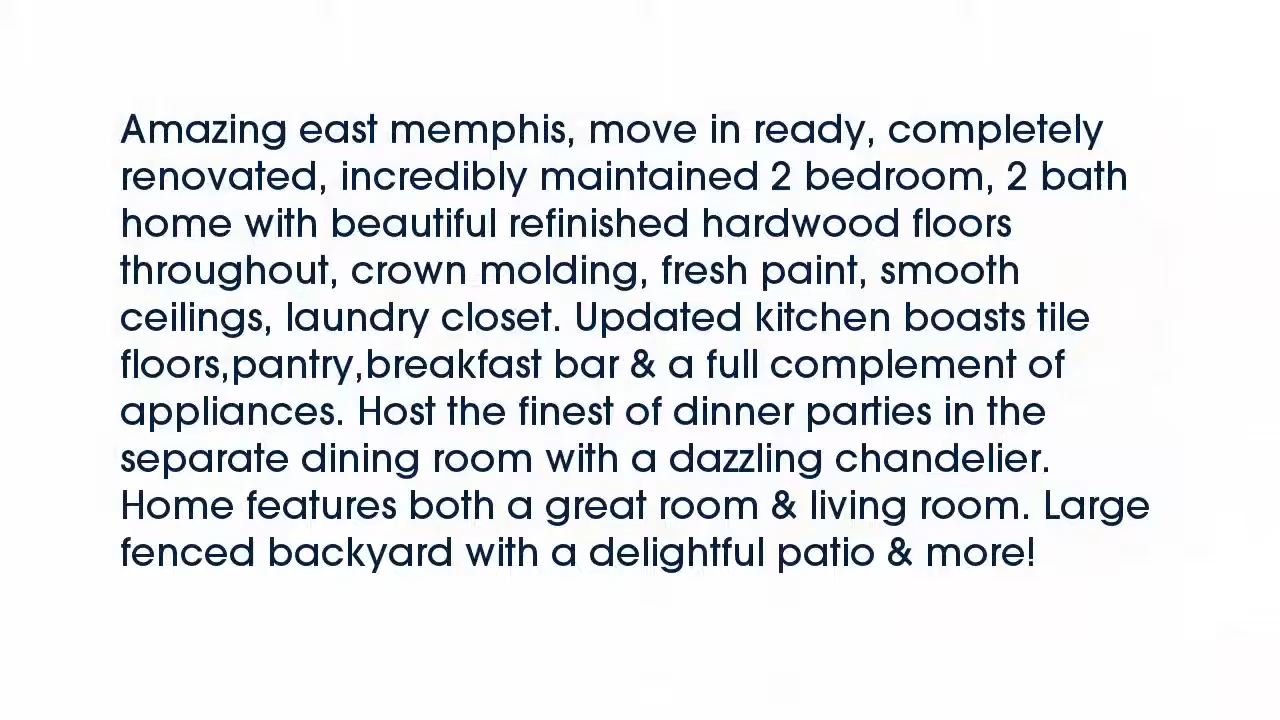 Amazing east memphis, move in ready, completely
renovated, incredibly maintained 2 bedroom, 2 bath
home with beautiful refinished hardwood floors
throughout, crown molding, fresh paint, smooth
ceilings, laundry closet. Updated kitchen boasts tile
floors,pantry,breakfast bar & a full complement of
appliances. Host the finest of dinner parties in the
separate dining room with a dazzling chandelier.
Home features both a great room & living room. Large
fenced backyard with a delightful patio & more!